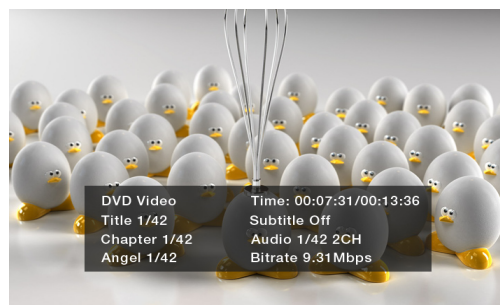 DVD Video Time: 00:07:31/00:13:36
Title 1/42 Subtitle Off
Chapter 1/42 Audio 1/42 2CH
Angel 1/42 Bitrate 9.31Mbps